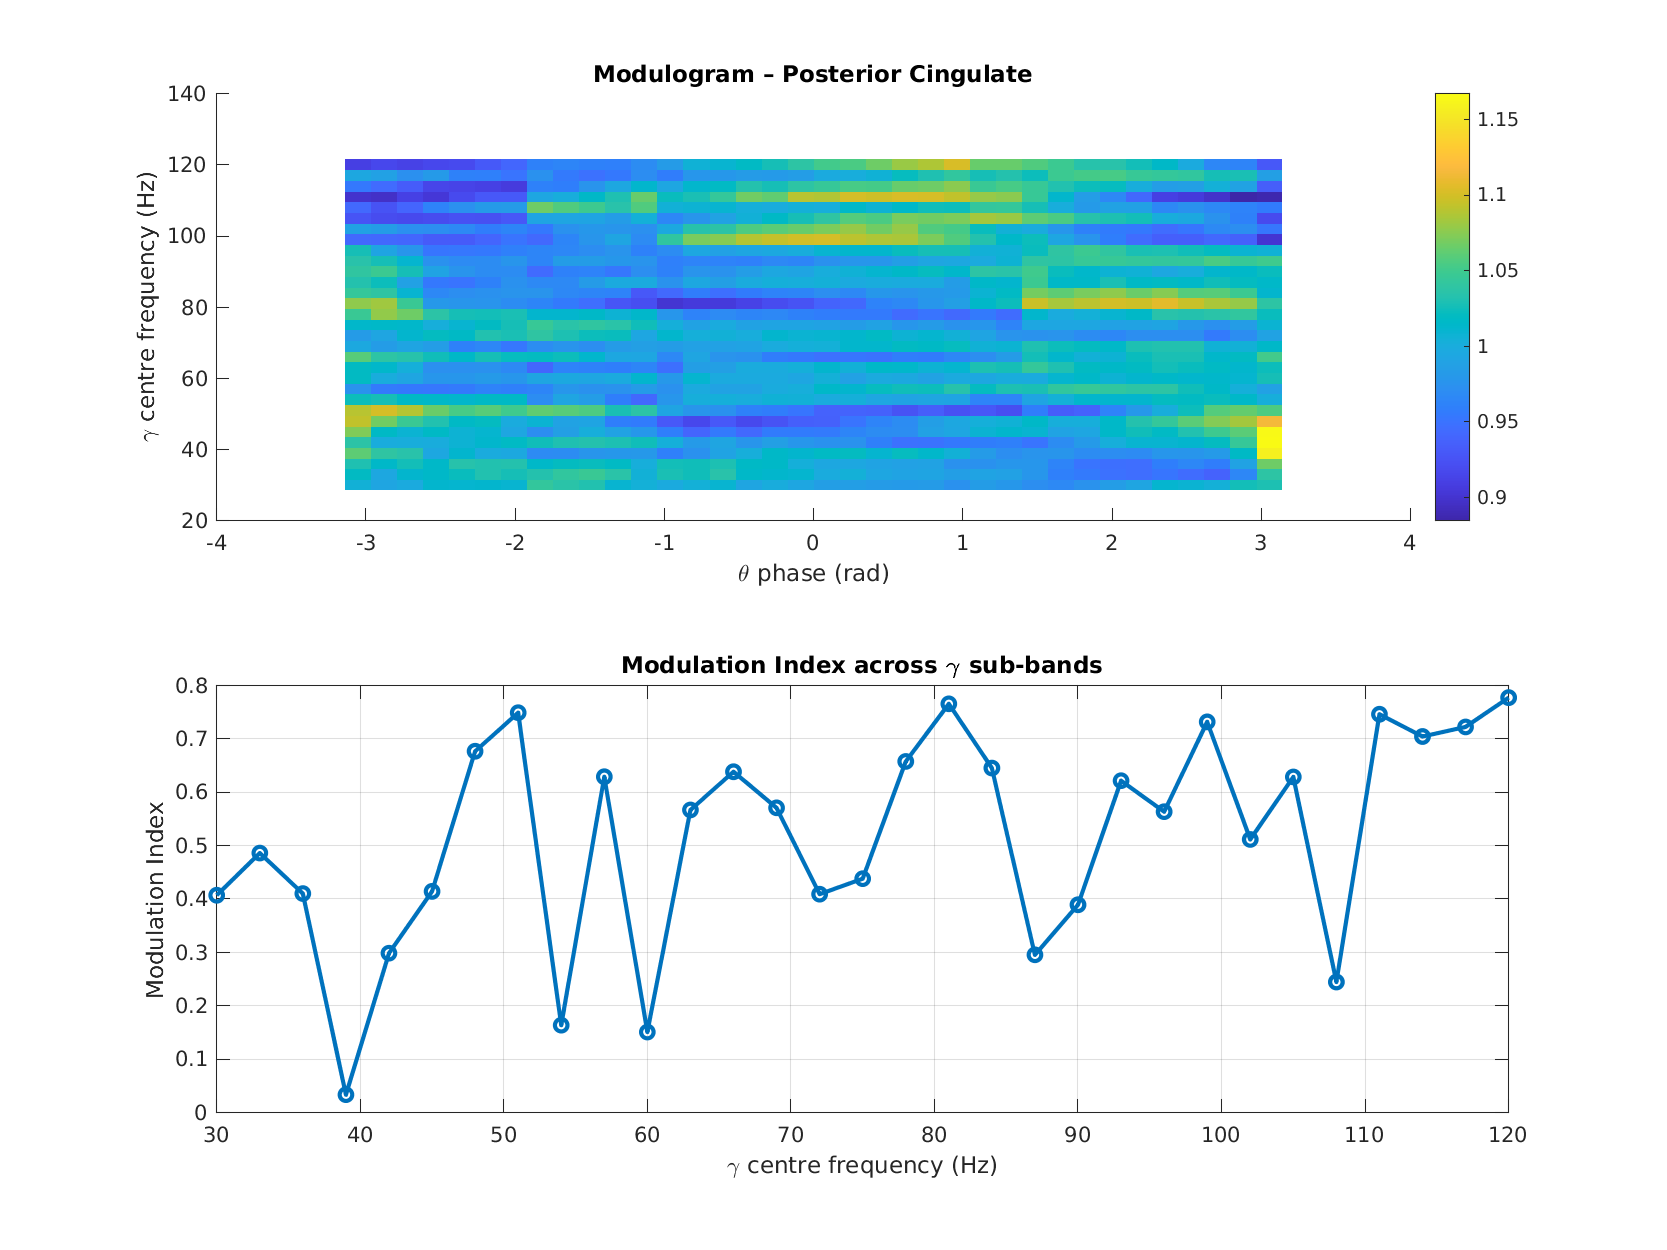 Modulogram – Posterior Cingulate
140
120
100
80
60
40
20
γ centre frequency (Hz)
-4 -3 -2 -1 0 1 2 3 4
θ phase (rad)
1.15
1.1
1.05
1
0.95
0.9
Modulation Index across γ sub-bands
0.8
0.7
0.6
0.5
0.4
0.3
0.2
0.1
0
Modulation Index
30 40 50 60 70 80 90 100 110 120
γ centre frequency (Hz)